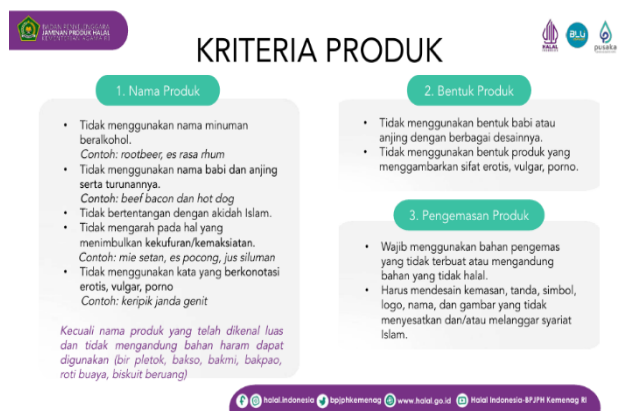 BADAN PENYELENGGARA
JAMINAN PRODUK HALAL
KEMENTERIAN AGAMA RI
HALAL
INDONESIA
BLU
pusaka
KRITERIA PRODUK
1. Nama Produk
• Tidak menggunakan nama minuman
beralkohol.
Contoh: rootbeer, es rasa rhum
• Tidak menggunakan nama babi dan anjing
serta turunannya.
Contoh: beef bacon dan hot dog
• Tidak bertentangan dengan akidah Islam.
• Tidak mengarah pada hal yang
menimbulkan kekufuran/kemaksiatan.
Contoh: mie setan, es pocong, jus siluman
• Tidak menggunakan kata yang berkonotasi
erotis, vulgar, porno
Contoh: keripik janda genit
Kecuali nama produk yang telah dikenal luas
dan tidak mengandung bahan haram dapat
digunakan (bir pletok, bakso, bakmi, bakpao,
roti buaya, biskuit beruang)
2. Bentuk Produk
• Tidak menggunakan bentuk babi atau
anjing dengan berbagai desainnya.
• Tidak menggunakan bentuk produk yang
menggambarkan sifat erotis, vulgar, porno.
3. Pengemasan Produk
• Wajib menggunakan bahan pengemas
yang tidak terbuat atau mengandung
bahan yang tidak halal.
• Harus mendesain kemasan, tanda, simbol,
logo, nama, dan gambar yang tidak
menyesatkan dan/atau melanggar syariat
Islam.
halal.indonesia bpjphkemenag www.halal.go.id Halal Indonesia-BPJPH Kemenag RI